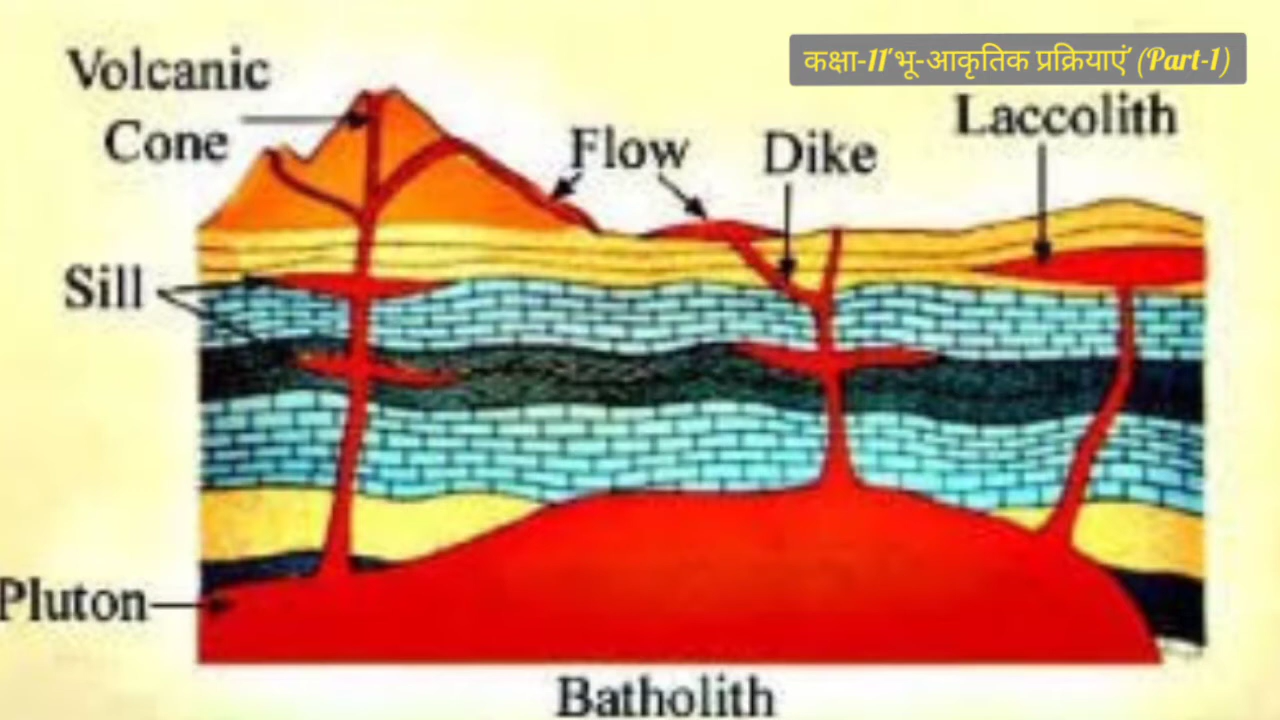 कक्षा-11'भू-आकृतिक प्रक्रियाएं' (Part-1)
Volcanic
Cone
Flow
Dike
Laccolith
Sill
Pluton
Batholith